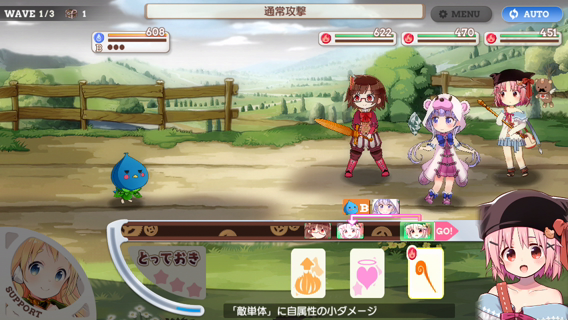 WAVE 1/3 1
通常攻撃
MENU
AUTO
608
B
622
470
451
B
GO!
とっておき
SUPPORT
「敵単体」に自属性の小ダメージ